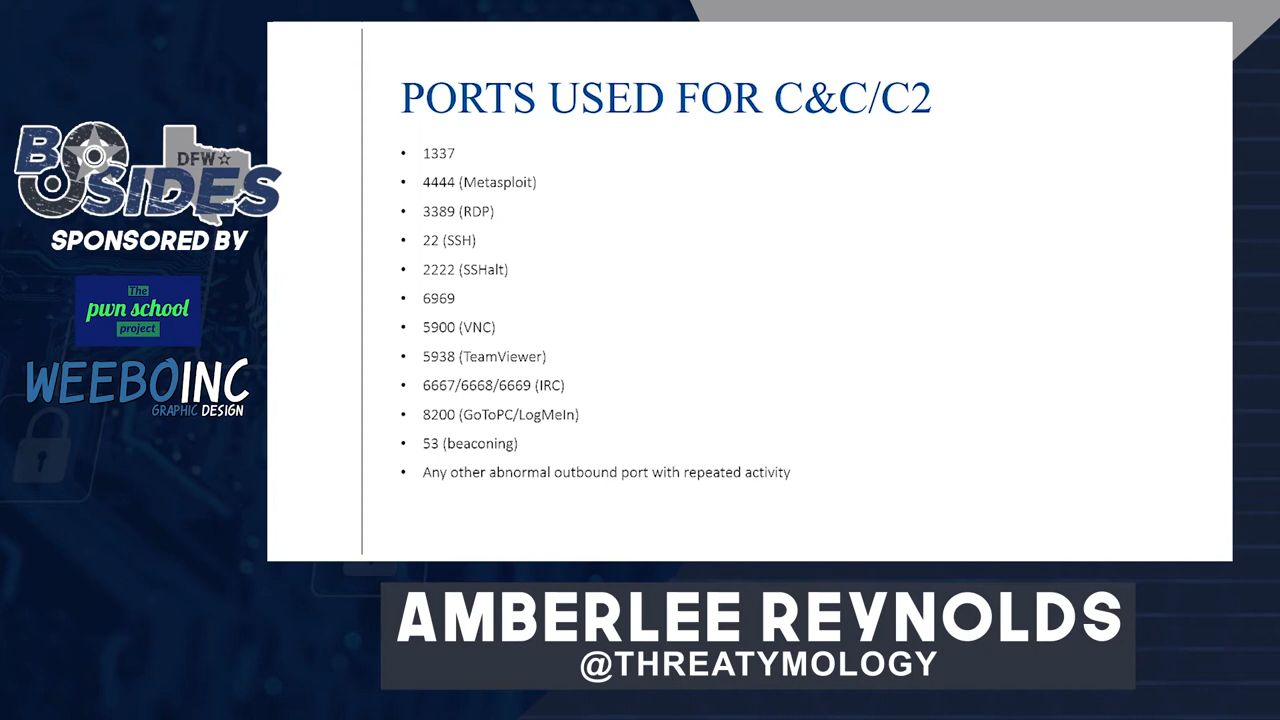 PORTS USED FOR C&C/C2
• 1337
• 4444 (Metasploit)
• 3389 (RDP)
• 22 (SSH)
• 2222 (SSHalt)
• 6969
• 5900 (VNC)
• 5938 (TeamViewer)
• 6667/6668/6669 (IRC)
• 8200 (GoToPC/LogMeIn)
• 53 (beaconing)
• Any other abnormal outbound port with repeated activity
BSIDES
DFW
SPONSORED BY
The
pwn school
project
WEEBOINC
GRAPHIC DESIGN
AMBERLEE REYNOLDS
@THREATYMOLOGY